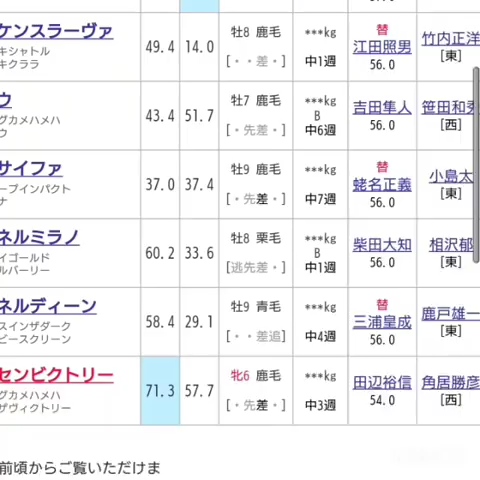 ケンスラーヴァ
キシャトル
キクララ
49.4 14.0
牡8 鹿毛
[・・差・]
***kg
中1週
替
江田照男
56.0
竹内正洋
[東]
ウ
グカメハメハ
ウ
43.4 51.7
牡7 鹿毛
[・先差・]
***kg
B
中6週
吉田隼人
56.0
笹田和秀
[西]
サイファ
ープインパクト
ナ
37.0 37.4
牡9 鹿毛
[・先差・]
***kg
中7週
替
蛯名正義
56.0
小島太
[東]
ネルミラノ
イゴールド
ルバーリー
60.2 33.6
牡8 栗毛
[逃先差・]
***kg
B
中1週
柴田大知
56.0
相沢郁
[東]
ネルディーン
スインザダーク
ピースクリーン
58.4 29.1
牡9 青毛
[・・差追]
***kg
中4週
替
三浦皇成
56.0
鹿戸雄一
[東]
センビクトリー
グカメハメハ
ザヴィクトリー
71.3 57.7
牝6 鹿毛
[・先差・]
***kg
中3週
田辺裕信
54.0
角居勝彦
[西]
前頃からご覧いただけま